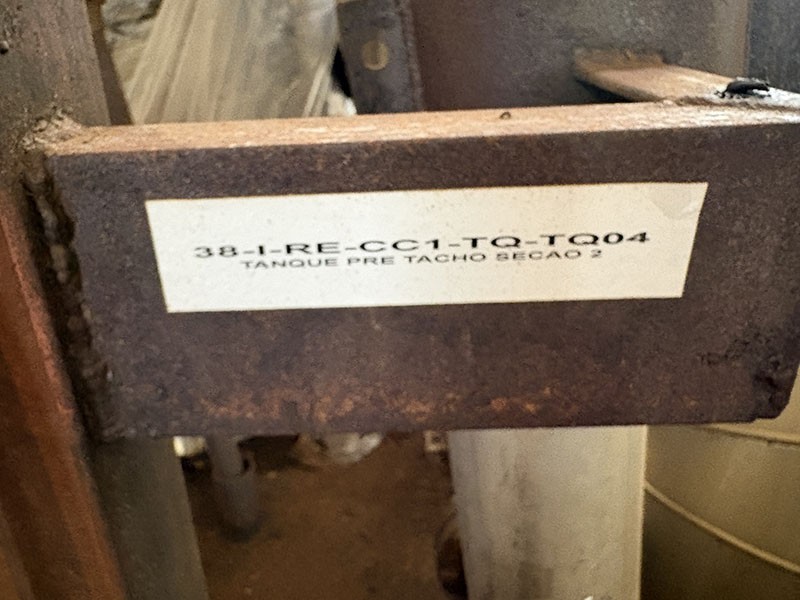 38-I-RE-CC1-TQ-TQ04
TANQUE PRE TACHO SECAO 2